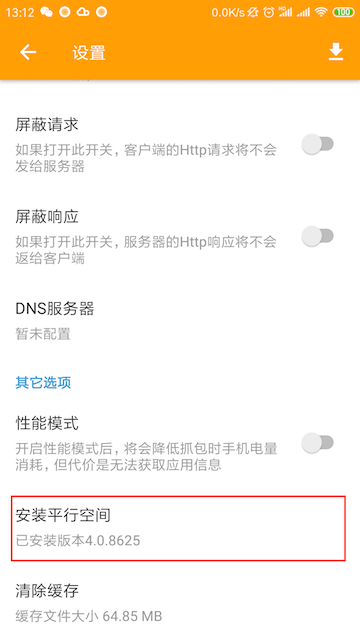 13:12 0.0K/s 100
设置
屏蔽请求
如果打开此开关，客户端的Http请求将不会
发给服务器
屏蔽响应
如果打开此开关，服务器的Http响应将不会
返给客户端
DNS服务器
暂未配置
其它选项
性能模式
开启性能模式后，将会降低抓包时手机电量
消耗，但代价是无法获取应用信息
安装平行空间
已安装版本4.0.8625
清除缓存
缓存文件大小 64.85 MB